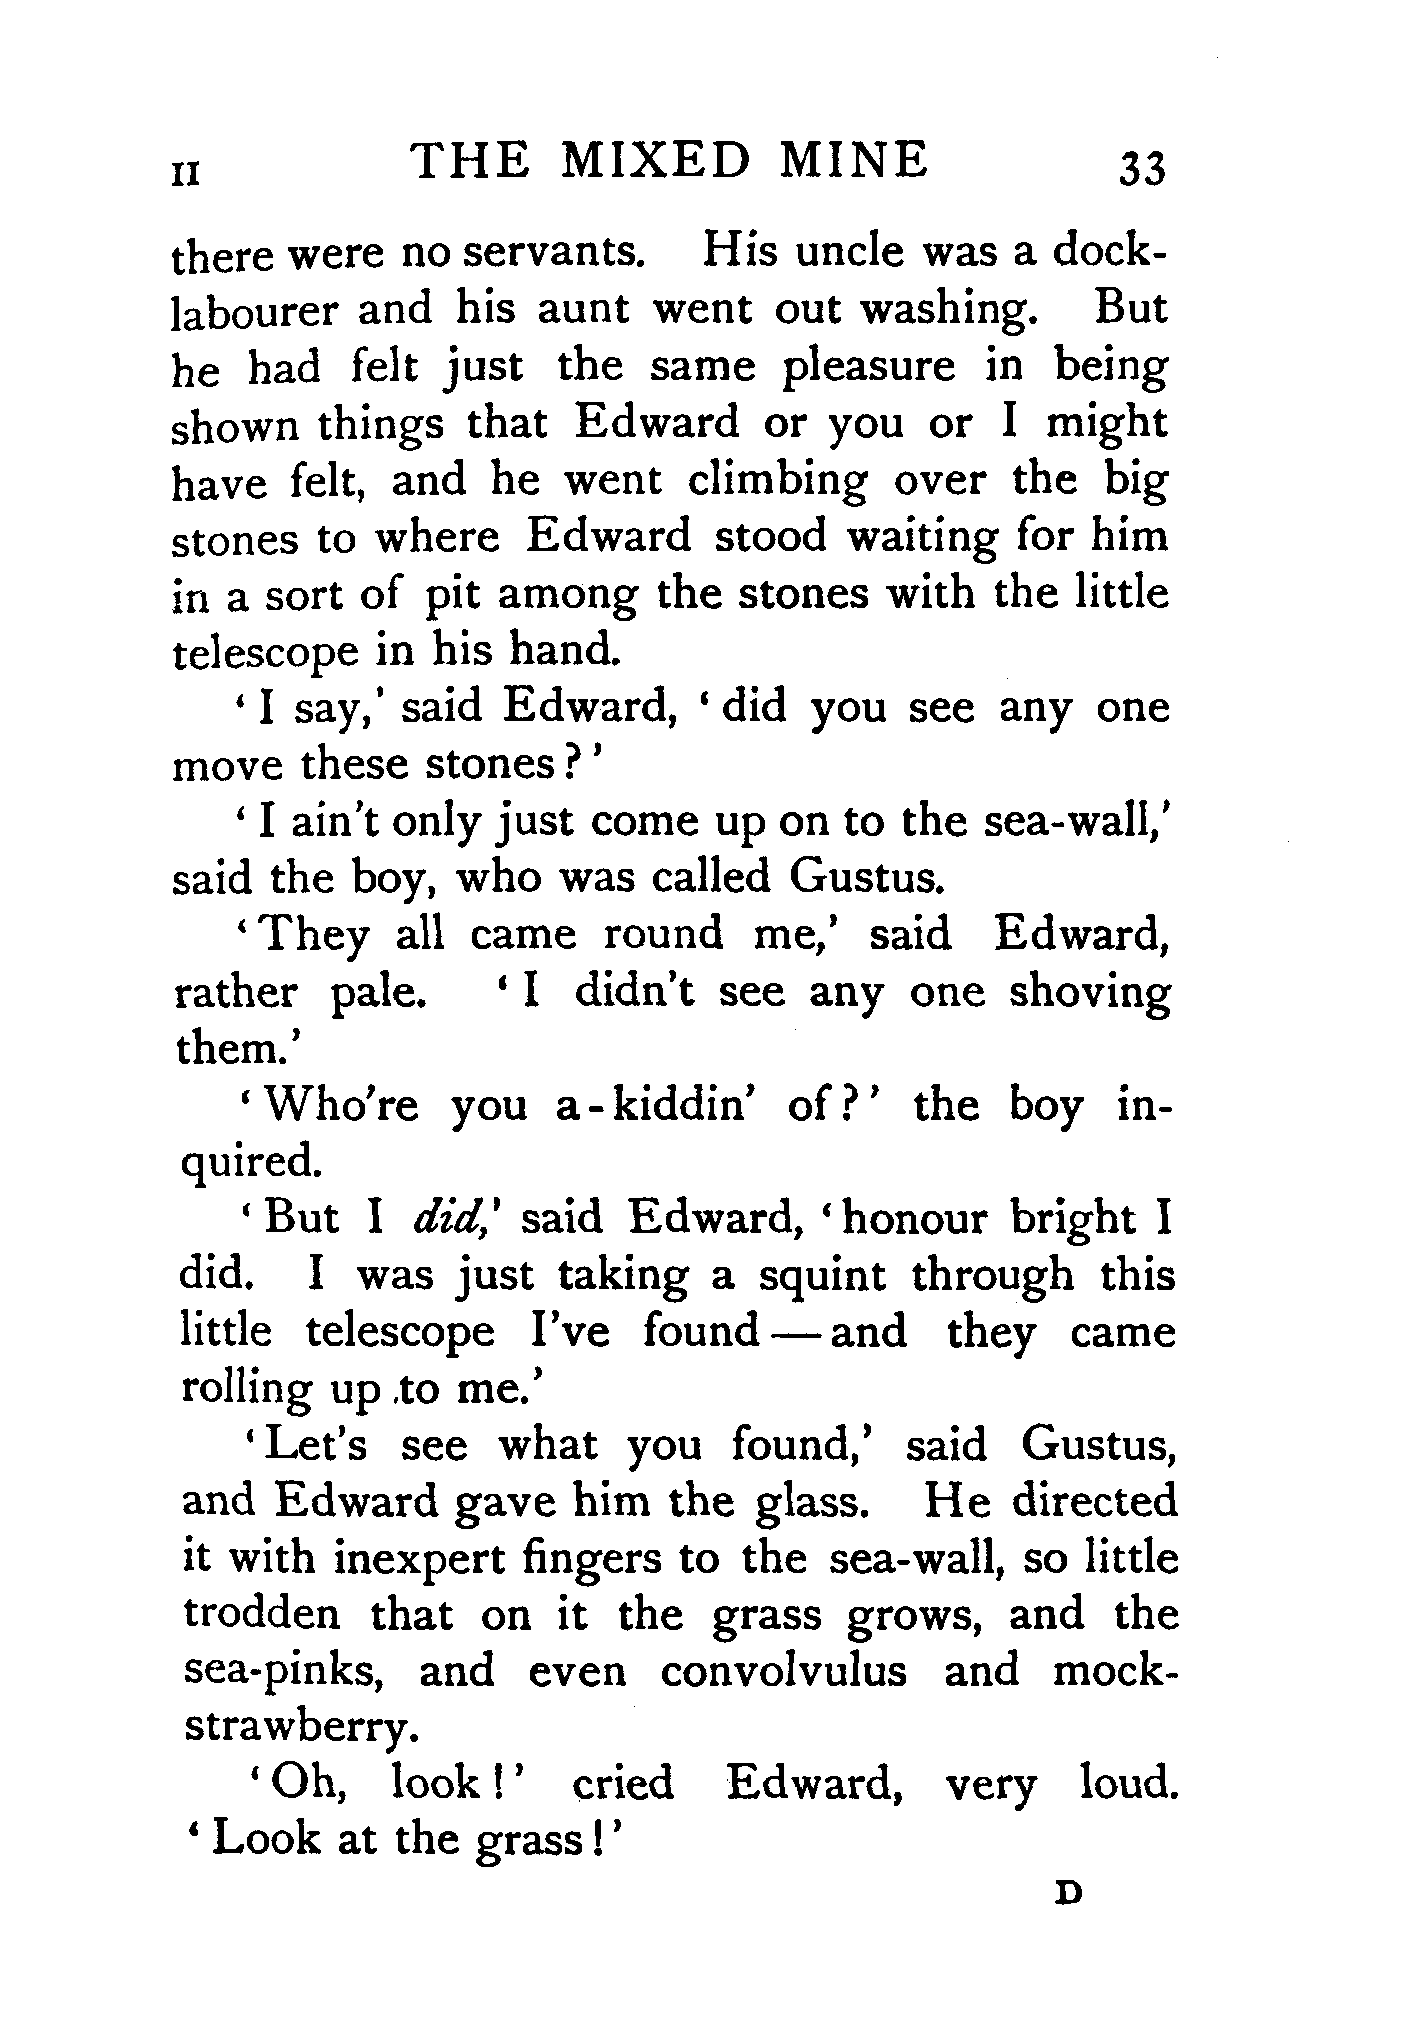 II THE MIXED MINE 33
there were no servants. His uncle was a dock-
labourer and his aunt went out washing. But
he had felt just the same pleasure in being
shown things that Edward or you or I might
have felt, and he went climbing over the big
stones to where Edward stood waiting for him
in a sort of pit among the stones with the little
telescope in his hand.
‘ I say,’ said Edward, ‘ did you see any one
move these stones ? ’
‘ I ain’t only just come up on to the sea-wall,’
said the boy, who was called Gustus.
‘ They all came round me,’ said Edward,
rather pale. ‘ I didn’t see any one shoving
them.’
‘ Who’re you a-kiddin’ of ? ’ the boy in-
quired.
‘ But I did,’ said Edward, ‘ honour bright I
did. I was just taking a squint through this
little telescope I’ve found — and they came
rolling up to me.’
‘ Let’s see what you found,’ said Gustus,
and Edward gave him the glass. He directed
it with inexpert fingers to the sea-wall, so little
trodden that on it the grass grows, and the
sea-pinks, and even convolvulus and mock-
strawberry.
‘ Oh, look ! ’ cried Edward, very loud.
‘ Look at the grass ! ’
D